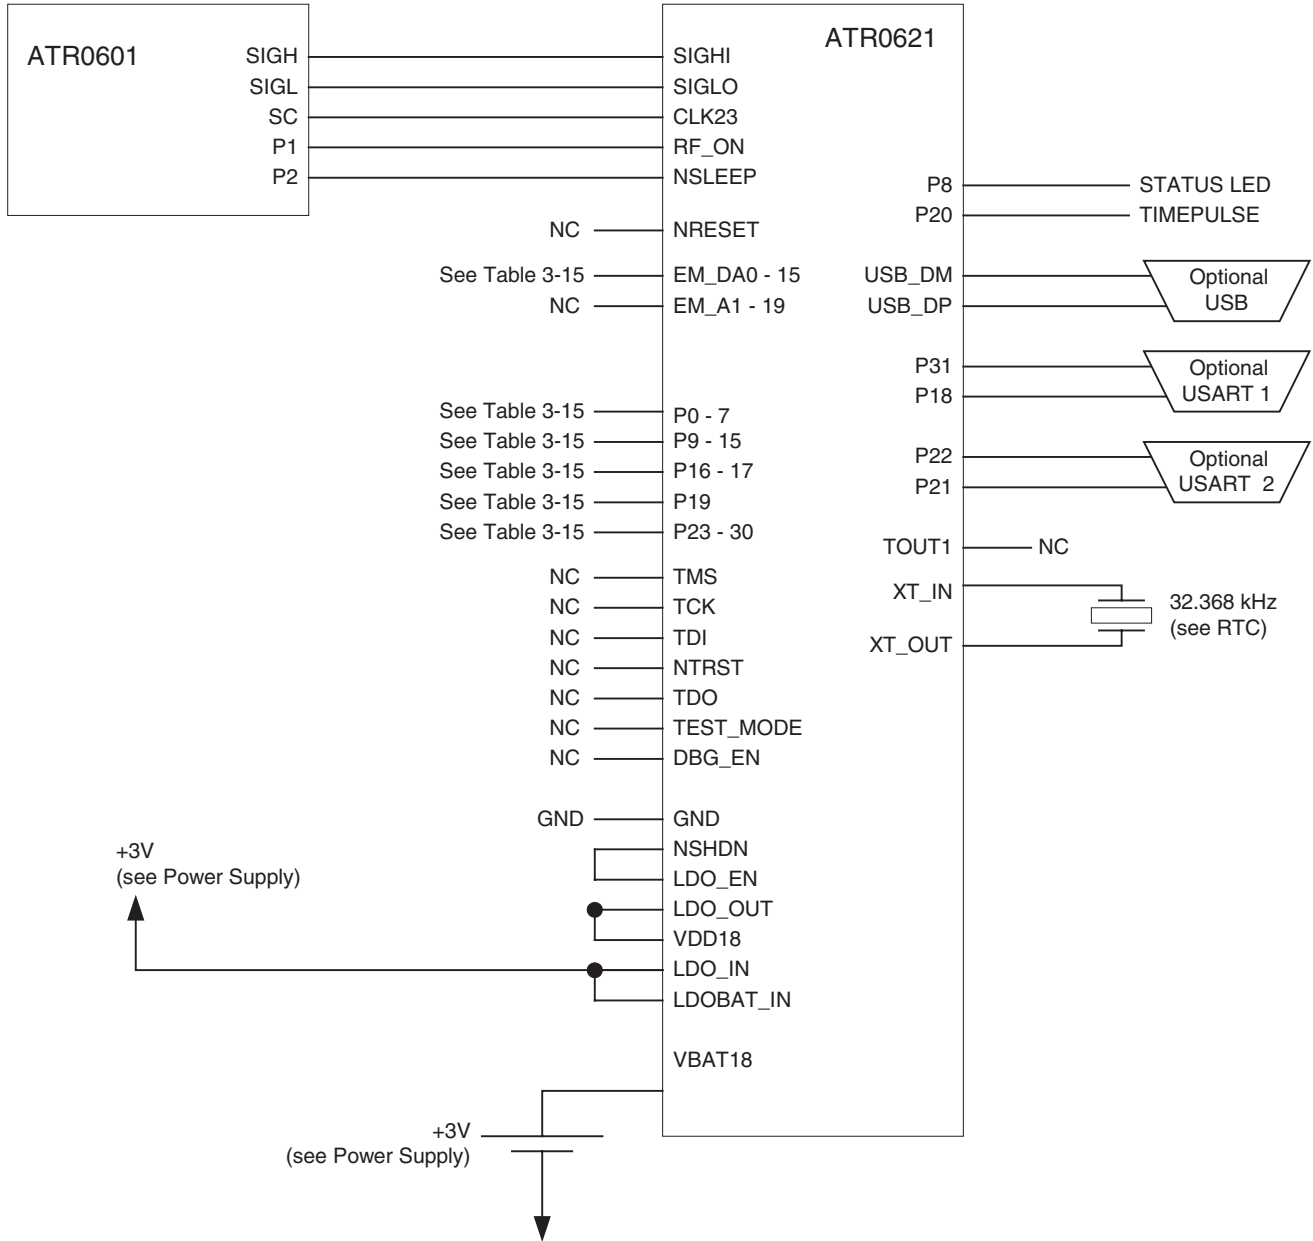 ATR0601
SIGH
SIGL
SC
P1
P2
ATR0621
SIGHI
SIGLO
CLK23
RF_ON
NSLEEP
NC NRESET
See Table 3-15 EM_DA0 - 15
NC EM_A1 - 19
See Table 3-15 P0 - 7
See Table 3-15 P9 - 15
See Table 3-15 P16 - 17
See Table 3-15 P19
See Table 3-15 P23 - 30
NC TMS
NC TCK
NC TDI
NC NTRST
NC TDO
NC TEST_MODE
NC DBG_EN
GND GND
NSHDN
LDO_EN
LDO_OUT
VDD18
LDO_IN
LDOBAT_IN
VBAT18
+3V
(see Power Supply)
+3V
(see Power Supply)
P8 STATUS LED
P20 TIMEPULSE
USB_DM
USB_DP
Optional
USB
P31
P18
Optional
USART 1
P22
P21
Optional
USART 2
TOUT1 NC
XT_IN
XT_OUT
32.368 kHz
(see RTC)